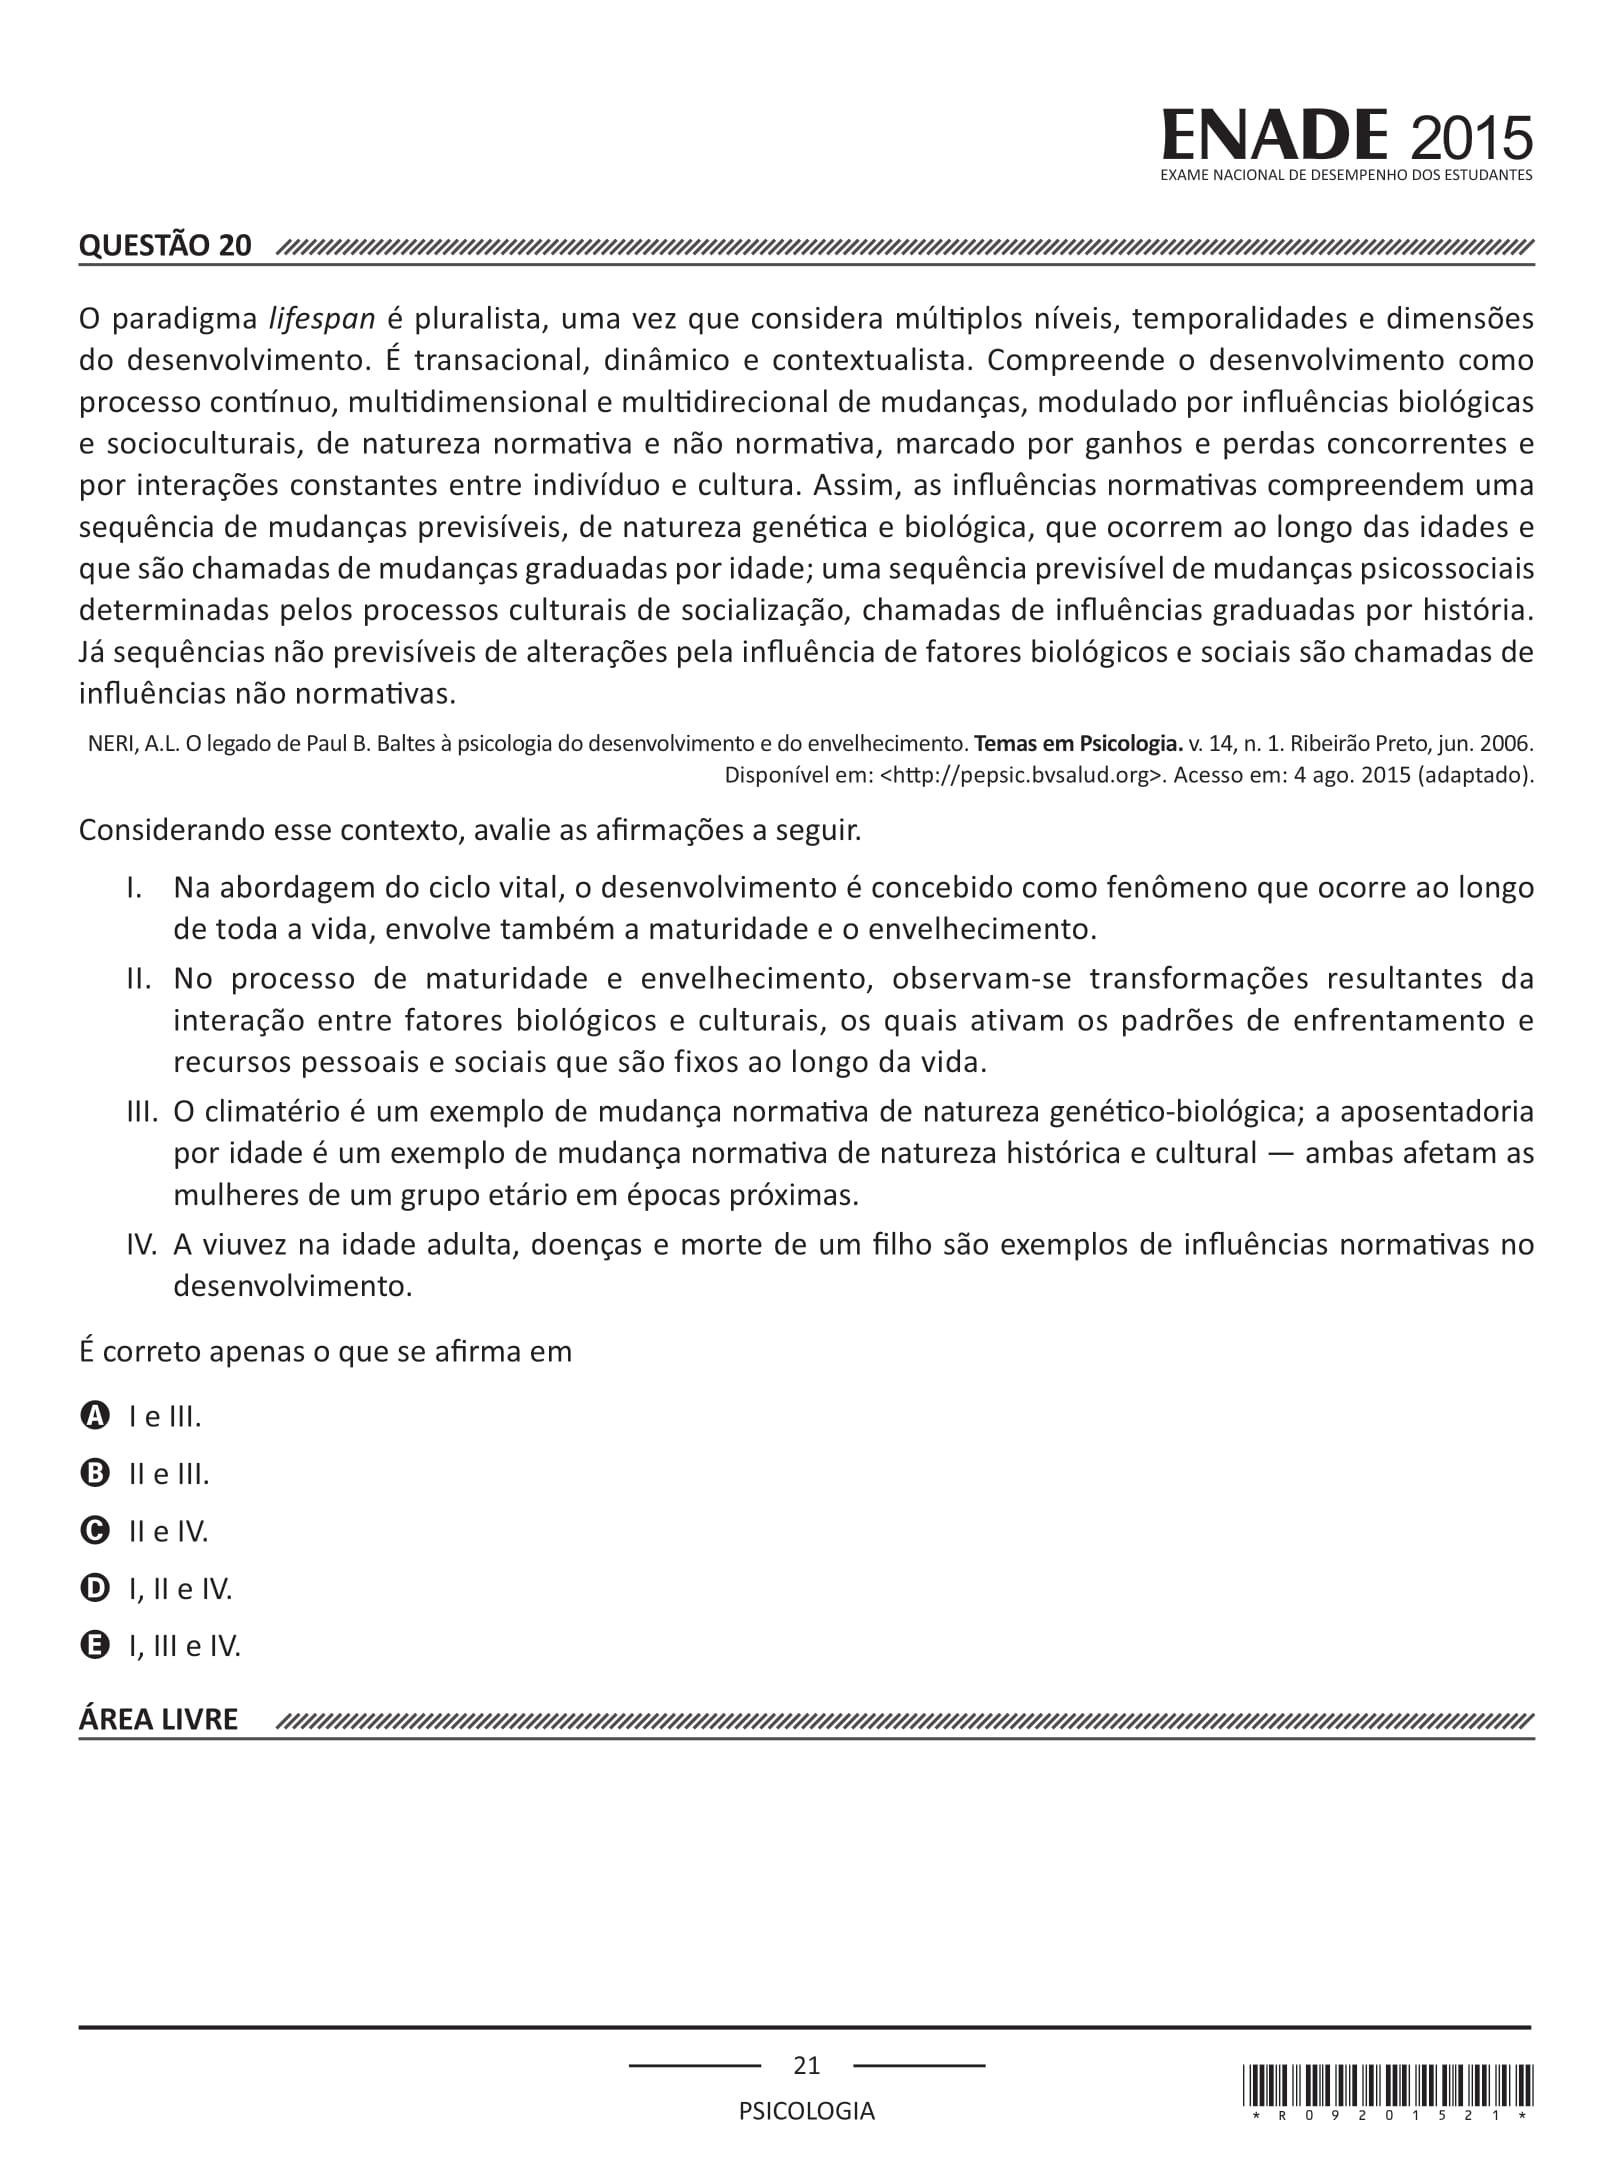 ENADE 2015
EXAME NACIONAL DE DESEMPENHO DOS ESTUDANTES
QUESTÃO 20
O paradigma lifespan é pluralista, uma vez que considera múltiplos níveis, temporalidades e dimensões
do desenvolvimento. É transacional, dinâmico e contextualista. Compreende o desenvolvimento como
processo contínuo, multidimensional e multidirecional de mudanças, modulado por influências biológicas
e socioculturais, de natureza normativa e não normativa, marcado por ganhos e perdas concorrentes e
por interações constantes entre indivíduo e cultura. Assim, as influências normativas compreendem uma
sequência de mudanças previsíveis, de natureza genética e biológica, que ocorrem ao longo das idades e
que são chamadas de mudanças graduadas por idade; uma sequência previsível de mudanças psicossociais
determinadas pelos processos culturais de socialização, chamadas de influências graduadas por história.
Já sequências não previsíveis de alterações pela influência de fatores biológicos e sociais são chamadas de
influências não normativas.
NERI, A.L. O legado de Paul B. Baltes à psicologia do desenvolvimento e do envelhecimento. Temas em Psicologia. v. 14, n. 1. Ribeirão Preto, jun. 2006.
Disponível em: <http://pepsic.bvsalud.org>. Acesso em: 4 ago. 2015 (adaptado).
Considerando esse contexto, avalie as afirmações a seguir.
I. Na abordagem do ciclo vital, o desenvolvimento é concebido como fenômeno que ocorre ao longo
de toda a vida, envolve também a maturidade e o envelhecimento.
II. No processo de maturidade e envelhecimento, observam-se transformações resultantes da
interação entre fatores biológicos e culturais, os quais ativam os padrões de enfrentamento e
recursos pessoais e sociais que são fixos ao longo da vida.
III. O climatério é um exemplo de mudança normativa de natureza genético-biológica; a aposentadoria
por idade é um exemplo de mudança normativa de natureza histórica e cultural — ambas afetam as
mulheres de um grupo etário em épocas próximas.
IV. A viuvez na idade adulta, doenças e morte de um filho são exemplos de influências normativas no
desenvolvimento.
É correto apenas o que se afirma em
A I e III.
B II e III.
C II e IV.
D I, II e IV.
E I, III e IV.
ÁREA LIVRE
21
PSICOLOGIA
*R09201521*